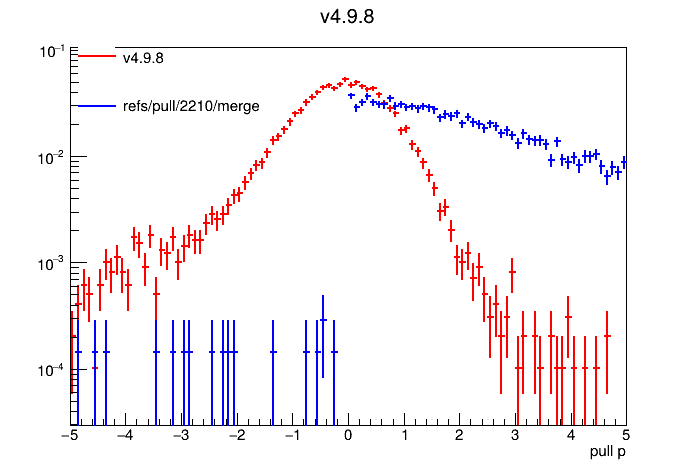 v4.9.8
10⁻¹
v4.9.8
refs/pull/2210/merge
10⁻²
10⁻³
10⁻⁴
−5 −4 −3 −2 −1 0 1 2 3 4 5
pull p